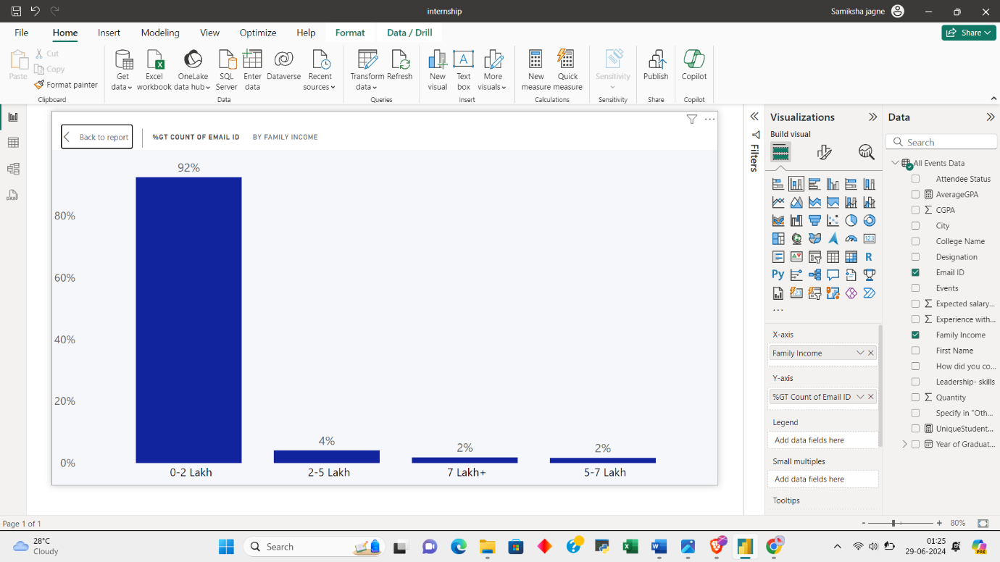 internship
Samiksha jagne
File Home Insert Modeling View Optimize Help Format Data / Drill
Share
Paste
Cut
Copy
Format painter
Clipboard
Get data
Excel workbook
OneLake data hub
SQL Server
Enter data
Dataverse
Recent sources
Data
Transform data
Refresh
Queries
New visual
Text box
More visuals
Insert
New measure
Quick measure
Calculations
Sensitivity
Sensitivity
Publish
Share
Copilot
Copilot
Back to report
%GT COUNT OF EMAIL ID BY FAMILY INCOME
92%
80%
60%
40%
20%
0%
4%
2%
2%
0-2 Lakh 2-5 Lakh 7 Lakh+ 5-7 Lakh
Filters
Visualizations
Build visual
123
R
Py
123
...
X-axis
Family Income
Y-axis
%GT Count of Email ID
Legend
Add data fields here
Small multiples
Add data fields here
Tooltips
Data
Search
All Events Data
Attendee Status
AverageGPA
CGPA
City
College Name
Designation
Email ID
Events
Expected salary...
Experience with...
Family Income
First Name
How did you co...
Leadership- skills
Quantity
Specify in "Oth...
UniqueStudent...
Year of Graduat...
Page 1 of 1
- + 80%
28°C
Cloudy
Search
01:25
29-06-2024
PRE